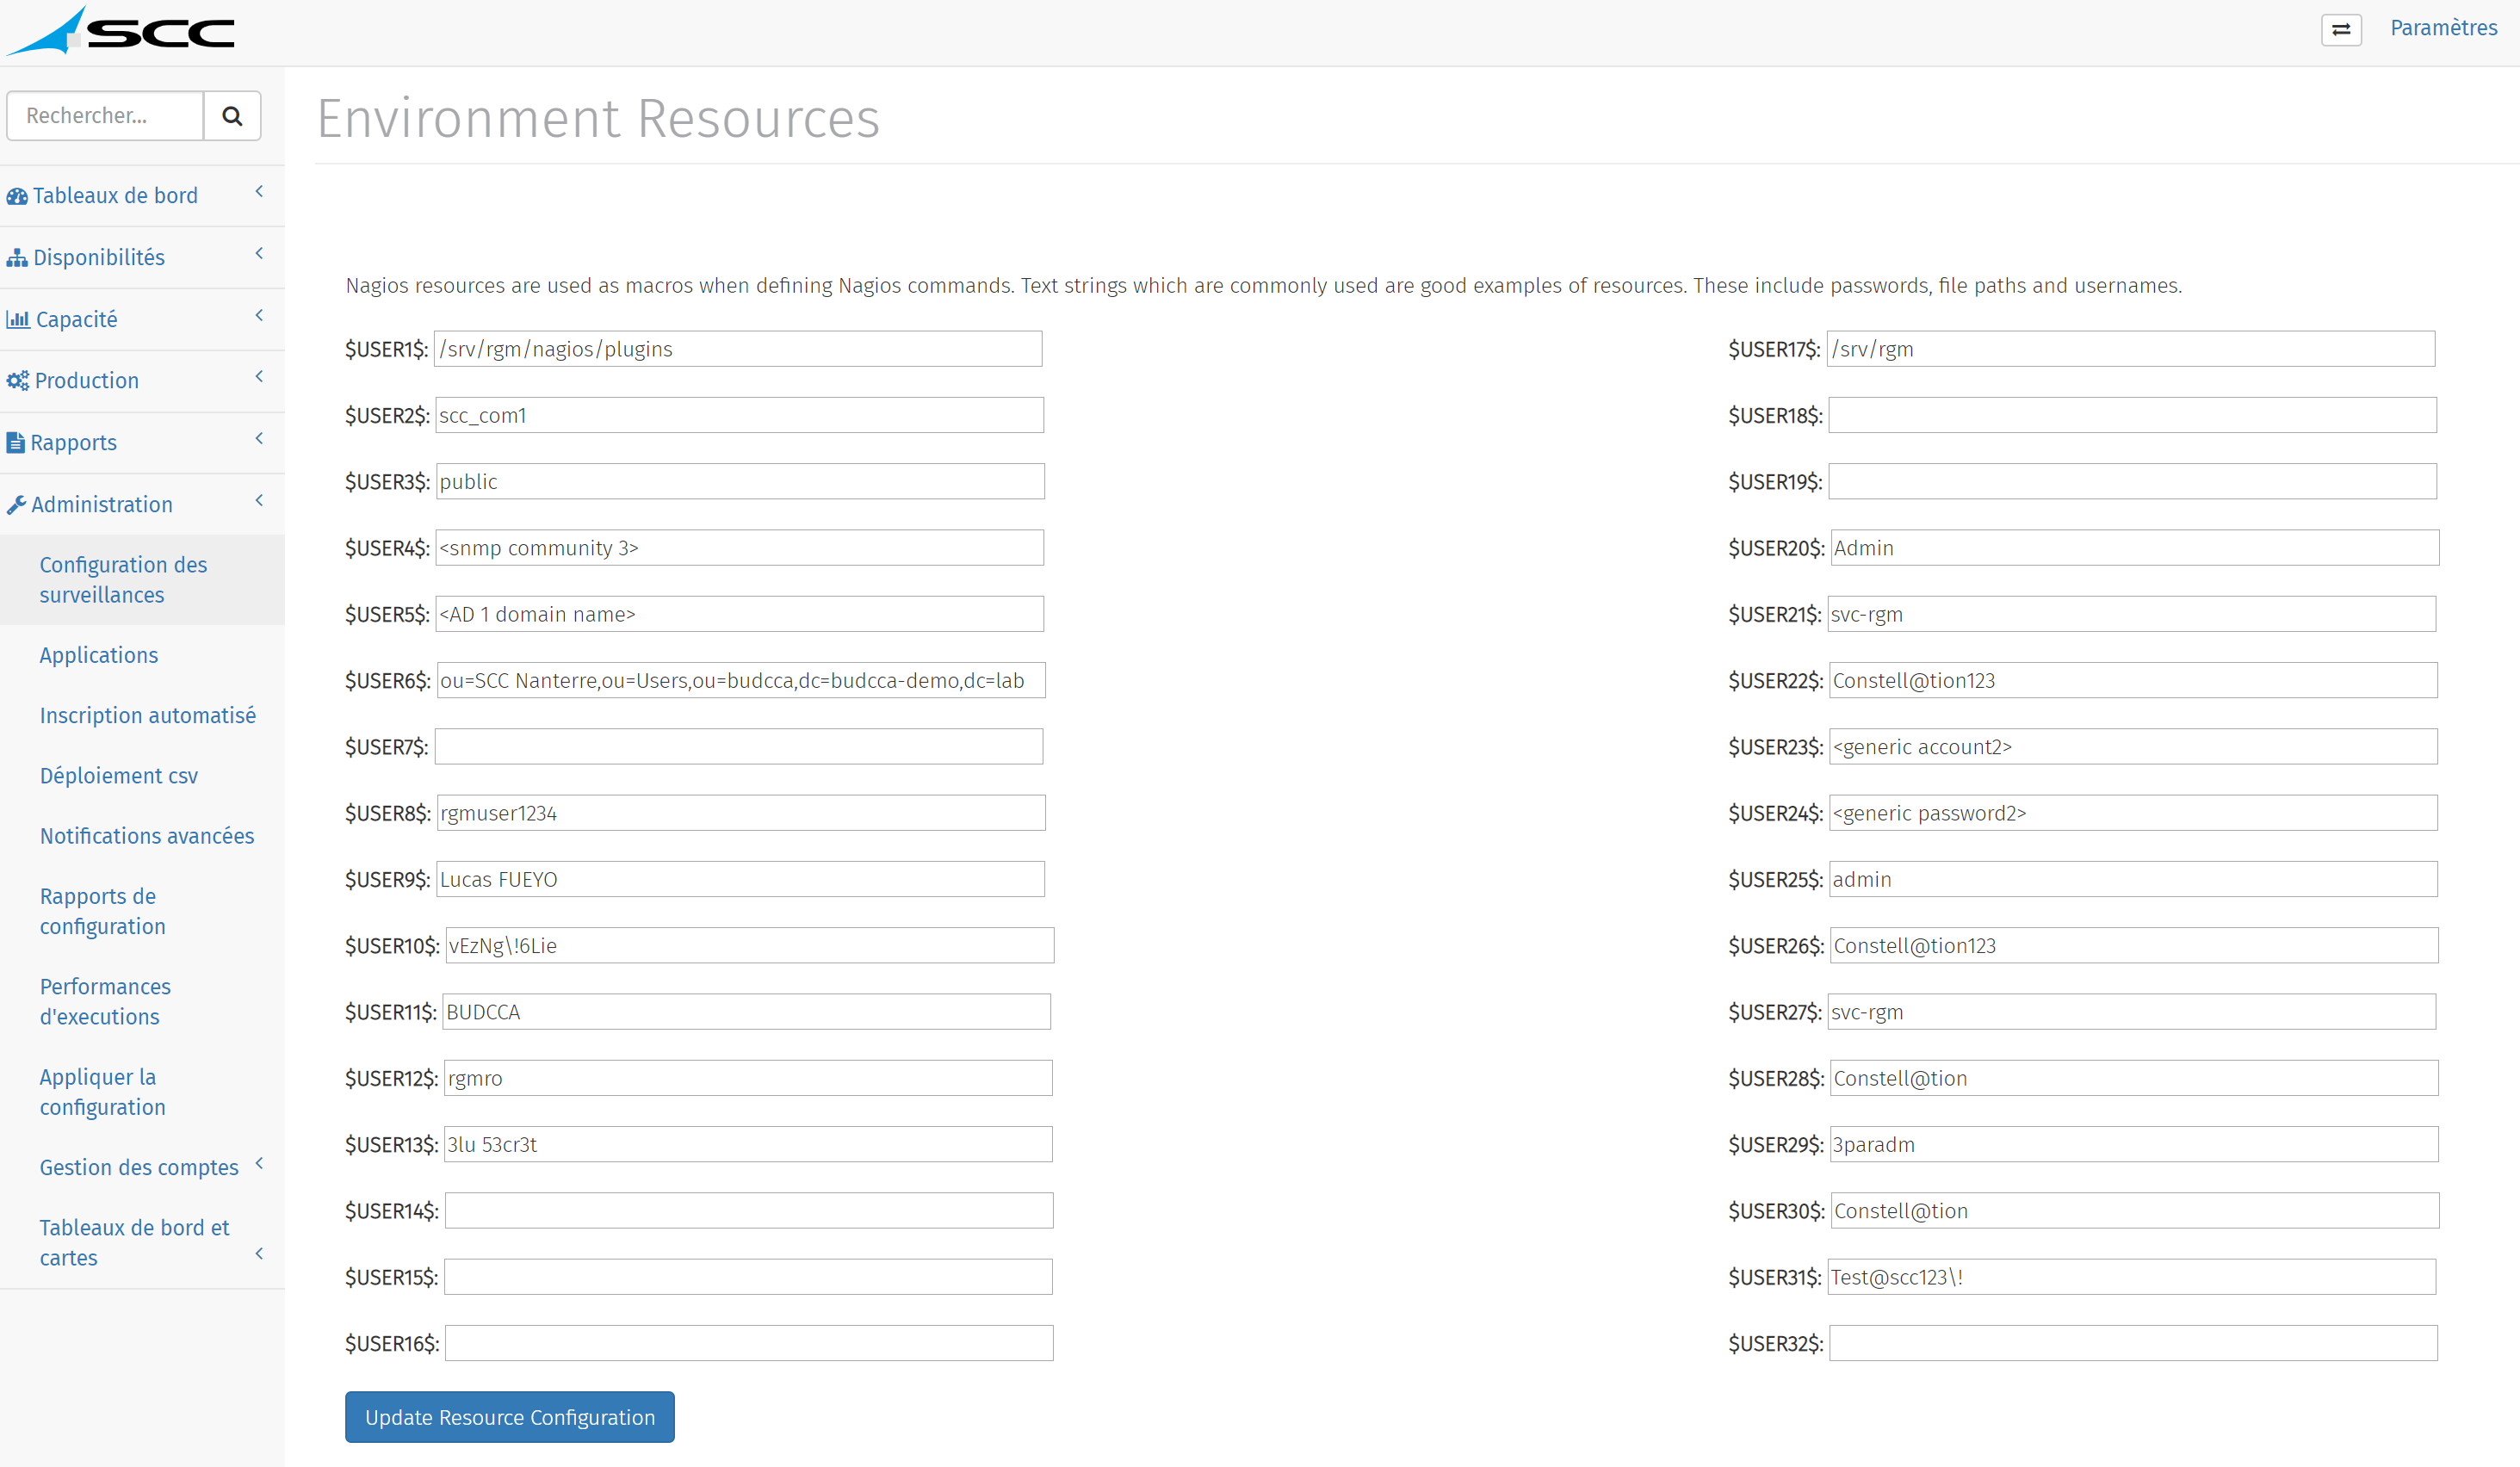 SCC
Paramètres
Rechercher...
Tableaux de bord
Disponibilités
Capacité
Production
Rapports
Administration
Configuration des
surveillances
Applications
Inscription automatisé
Déploiement csv
Notifications avancées
Rapports de
configuration
Performances
d'executions
Appliquer la
configuration
Gestion des comptes
Tableaux de bord et
cartes
Environment Resources
Nagios resources are used as macros when defining Nagios commands. Text strings which are commonly used are good examples of resources. These include passwords, file paths and usernames.
$USER1$: /srv/rgm/nagios/plugins
$USER2$: scc_com1
$USER3$: public
$USER4$: <snmp community 3>
$USER5$: <AD 1 domain name>
$USER6$: ou=SCC Nanterre,ou=Users,ou=budcca,dc=budcca-demo,dc=lab
$USER7$:
$USER8$: rgmuser1234
$USER9$: Lucas FUEYO
$USER10$: vEzNg\!6Lie
$USER11$: BUDCCA
$USER12$: rgmro
$USER13$: 3lu 53cr3t
$USER14$:
$USER15$:
$USER16$:
$USER17$: /srv/rgm
$USER18$:
$USER19$:
$USER20$: Admin
$USER21$: svc-rgm
$USER22$: Constell@tion123
$USER23$: <generic account2>
$USER24$: <generic password2>
$USER25$: admin
$USER26$: Constell@tion123
$USER27$: svc-rgm
$USER28$: Constell@tion
$USER29$: 3paradm
$USER30$: Constell@tion
$USER31$: Test@scc123\!
$USER32$:
Update Resource Configuration